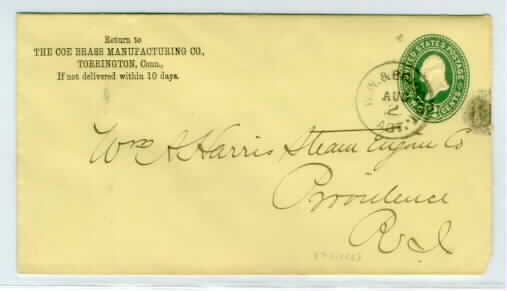 Return to
THE COE BRASS MANUFACTURING CO.,
TORRINGTON, Conn.,
If not delivered within 10 days.
UNITED STATES POSTAGE
CENTS
AUG
2
Wm A Harris Steam Engine Co
Providence
R I